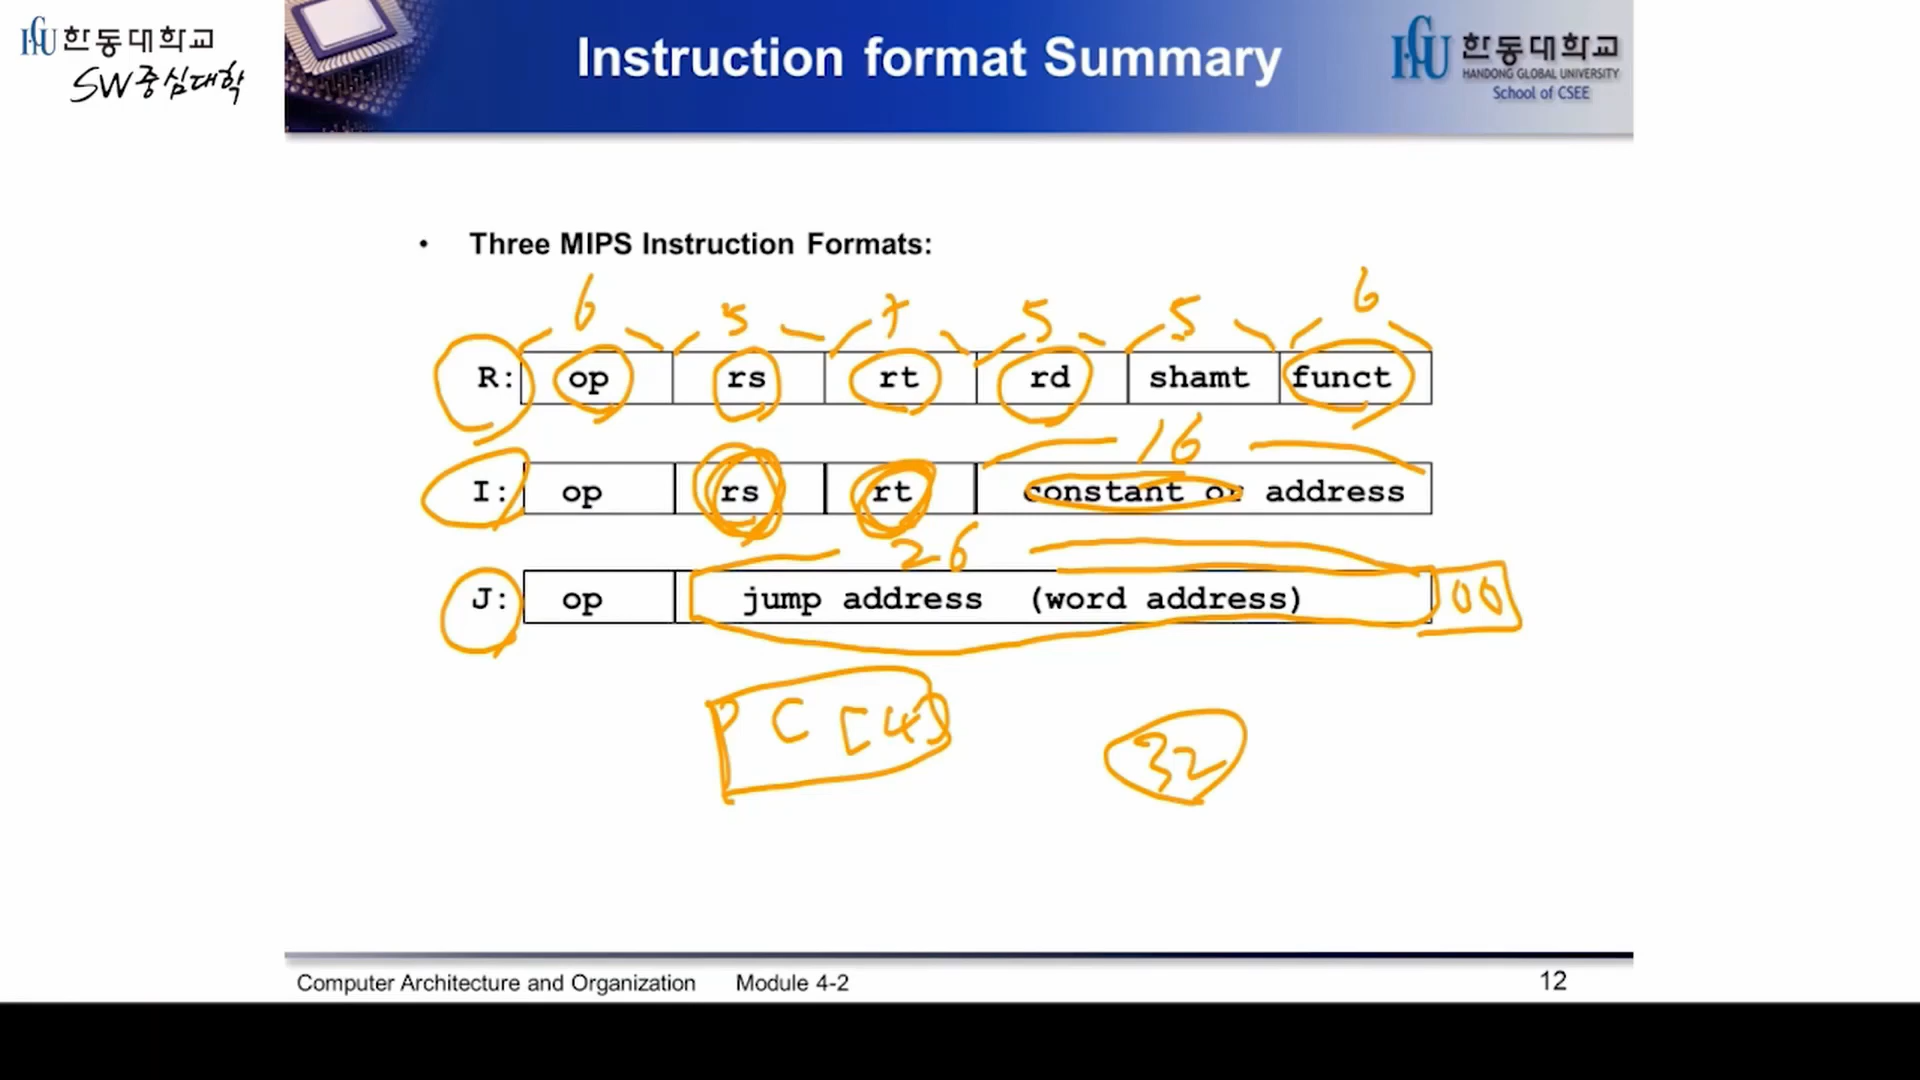 한동대학교
SW중심대학
Instruction format Summary
한동대학교
HANDONG GLOBAL UNIVERSITY
School of CSEE
• Three MIPS Instruction Formats:
6 5 5 5 6
R: op rs rt rd shamt funct
16
I: op rs rt constant or address
26
J: op jump address (word address) 00
PC [4] 32
Computer Architecture and Organization Module 4-2 12